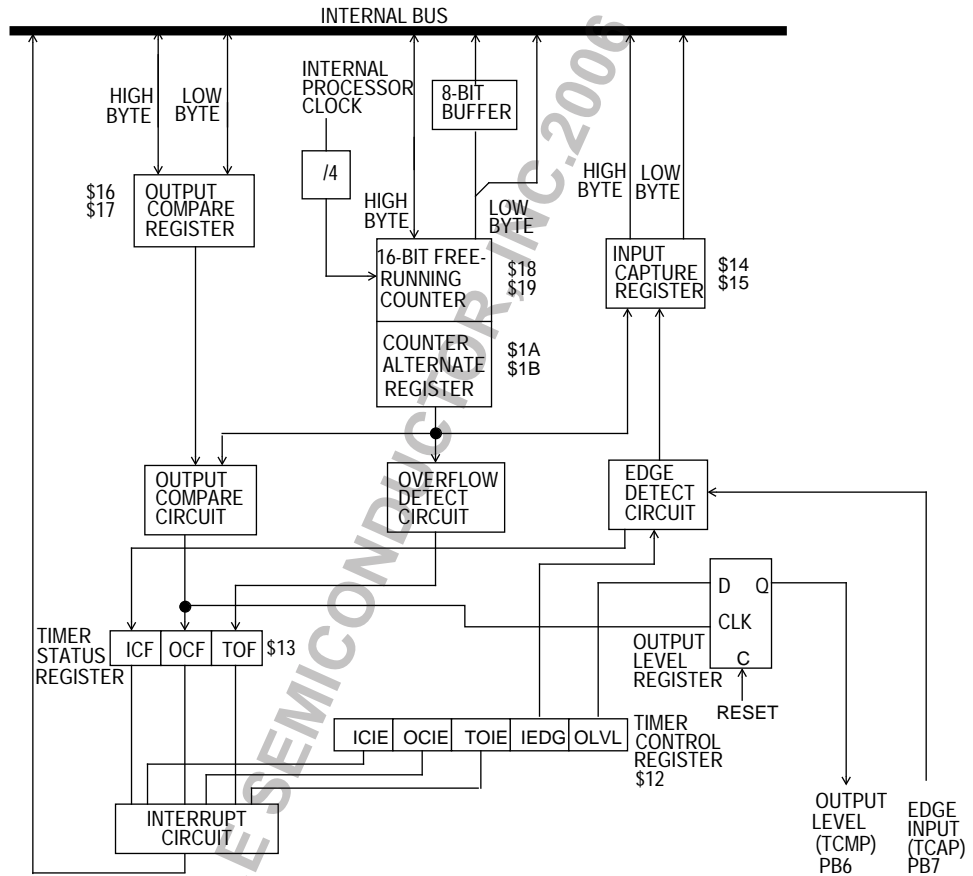 INTERNAL BUS
HIGH
BYTE
LOW
BYTE
INTERNAL
PROCESSOR
CLOCK
8-BIT
BUFFER
/4
HIGH
BYTE
LOW
BYTE
HIGH
BYTE
LOW
BYTE
$16
$17
OUTPUT
COMPARE
REGISTER
16-BIT FREE-
RUNNING
COUNTER
$18
$19
INPUT
CAPTURE
REGISTER
$14
$15
COUNTER
ALTERNATE
REGISTER
$1A
$1B
OUTPUT
COMPARE
CIRCUIT
OVERFLOW
DETECT
CIRCUIT
EDGE
DETECT
CIRCUIT
D Q
CLK
C
OUTPUT
LEVEL
REGISTER
RESET
TIMER
STATUS
REGISTER
ICF OCF TOF $13
ICIE OCIE TOIE IEDG OLVL
TIMER
CONTROL
REGISTER
$12
INTERRUPT
CIRCUIT
OUTPUT
LEVEL
(TCMP)
PB6
EDGE
INPUT
(TCAP)
PB7
E SEMICONDUCTOR, INC.2006